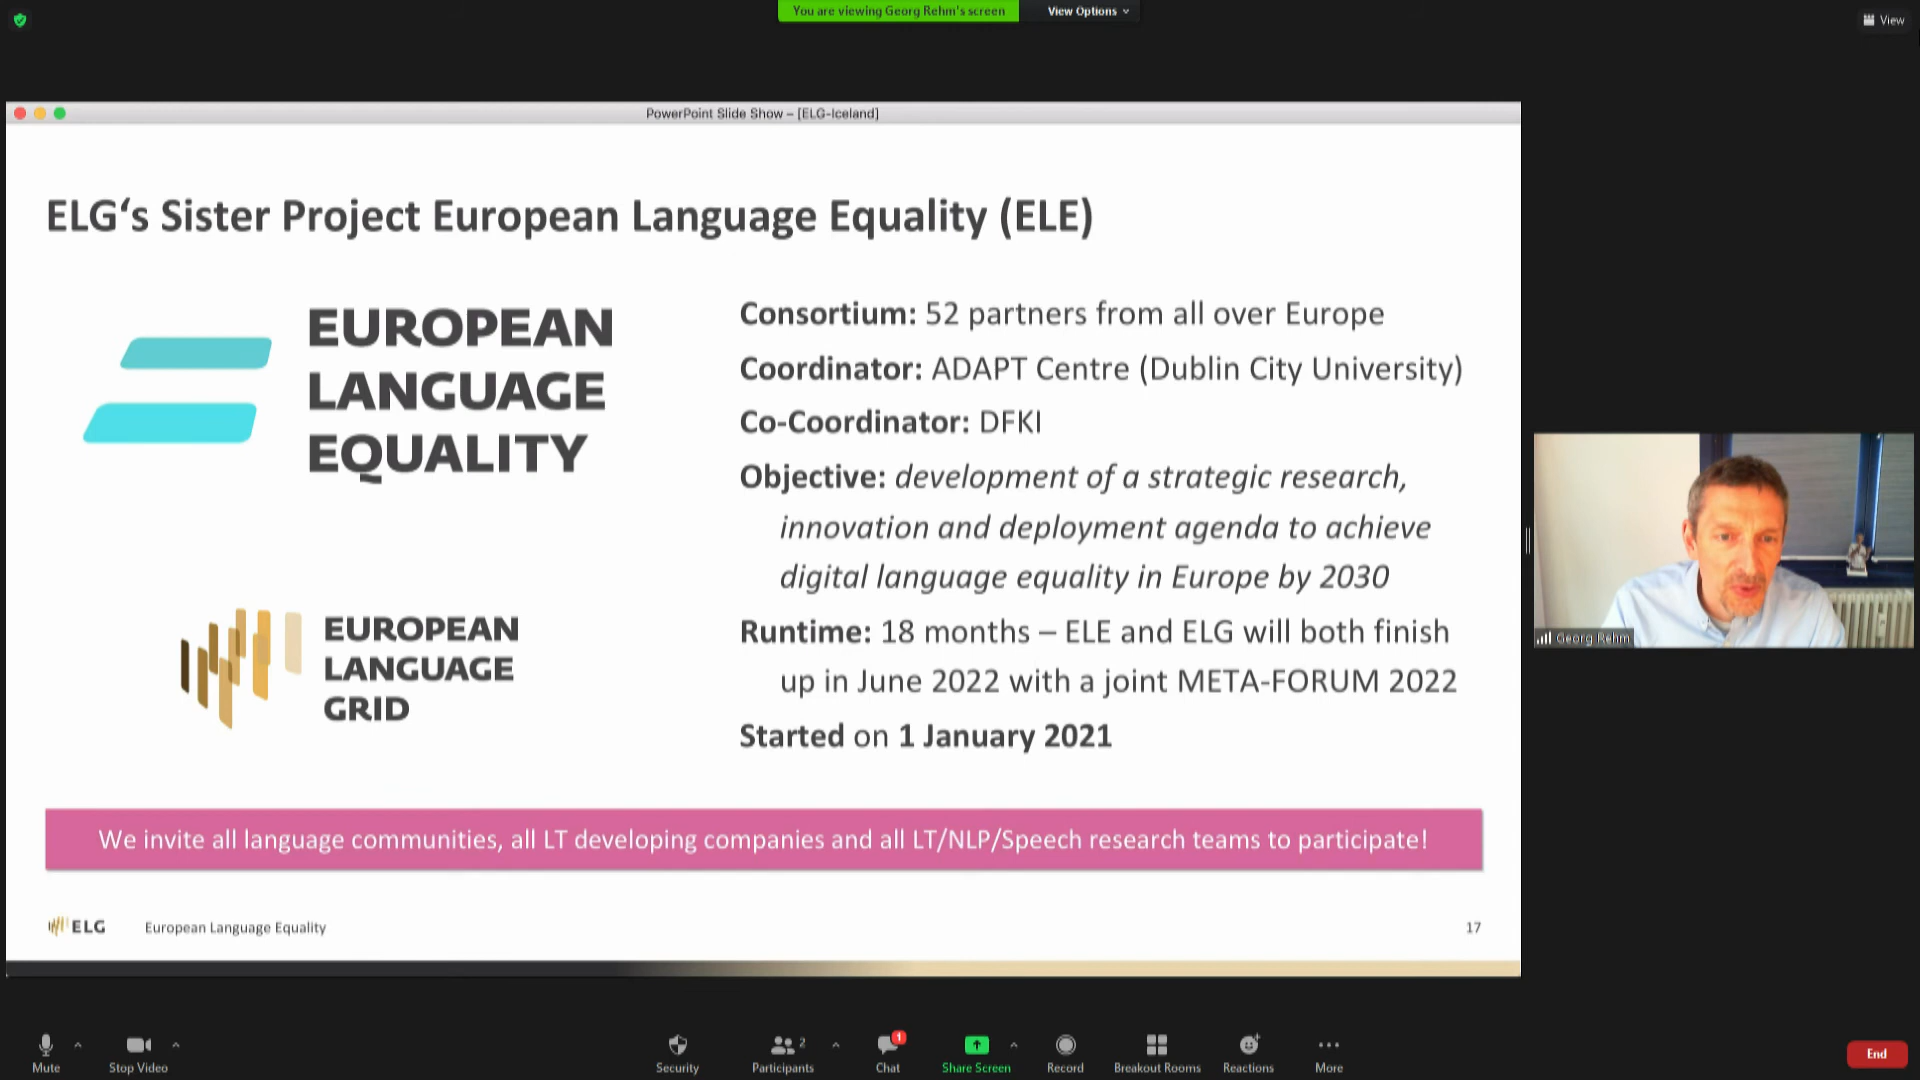 You are viewing Georg Rehm's screen
View Options
View
PowerPoint Slide Show – [ELG-Iceland]
ELG‘s Sister Project European Language Equality (ELE)
EUROPEAN
LANGUAGE
EQUALITY
EUROPEAN
LANGUAGE
GRID
Consortium: 52 partners from all over Europe
Coordinator: ADAPT Centre (Dublin City University)
Co-Coordinator: DFKI
Objective: development of a strategic research,
innovation and deployment agenda to achieve
digital language equality in Europe by 2030
Runtime: 18 months – ELE and ELG will both finish
up in June 2022 with a joint META-FORUM 2022
Started on 1 January 2021
We invite all language communities, all LT developing companies and all LT/NLP/Speech research teams to participate!
ELG
European Language Equality
17
Georg Rehm
Mute
Stop Video
Security
2
Participants
1
Chat
Share Screen
Record
Breakout Rooms
Reactions
More
End